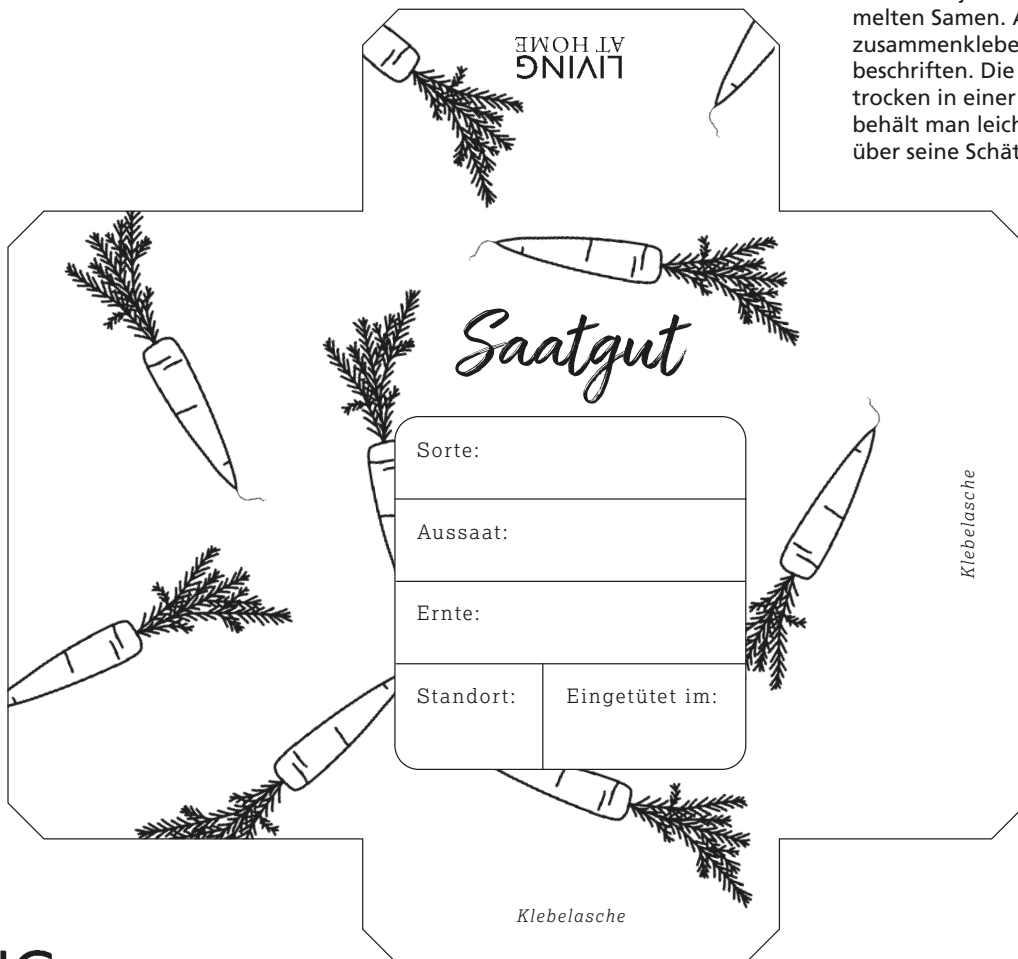 melten Samen.
zusammenklebe
beschriften. Die
trocken in einer
behält man leich
über seine Schät
LIVING
AT HOME
Saatgut
Sorte:
Aussaat:
Ernte:
Standort:
Eingetütet im:
Klebelasche
Klebelasche